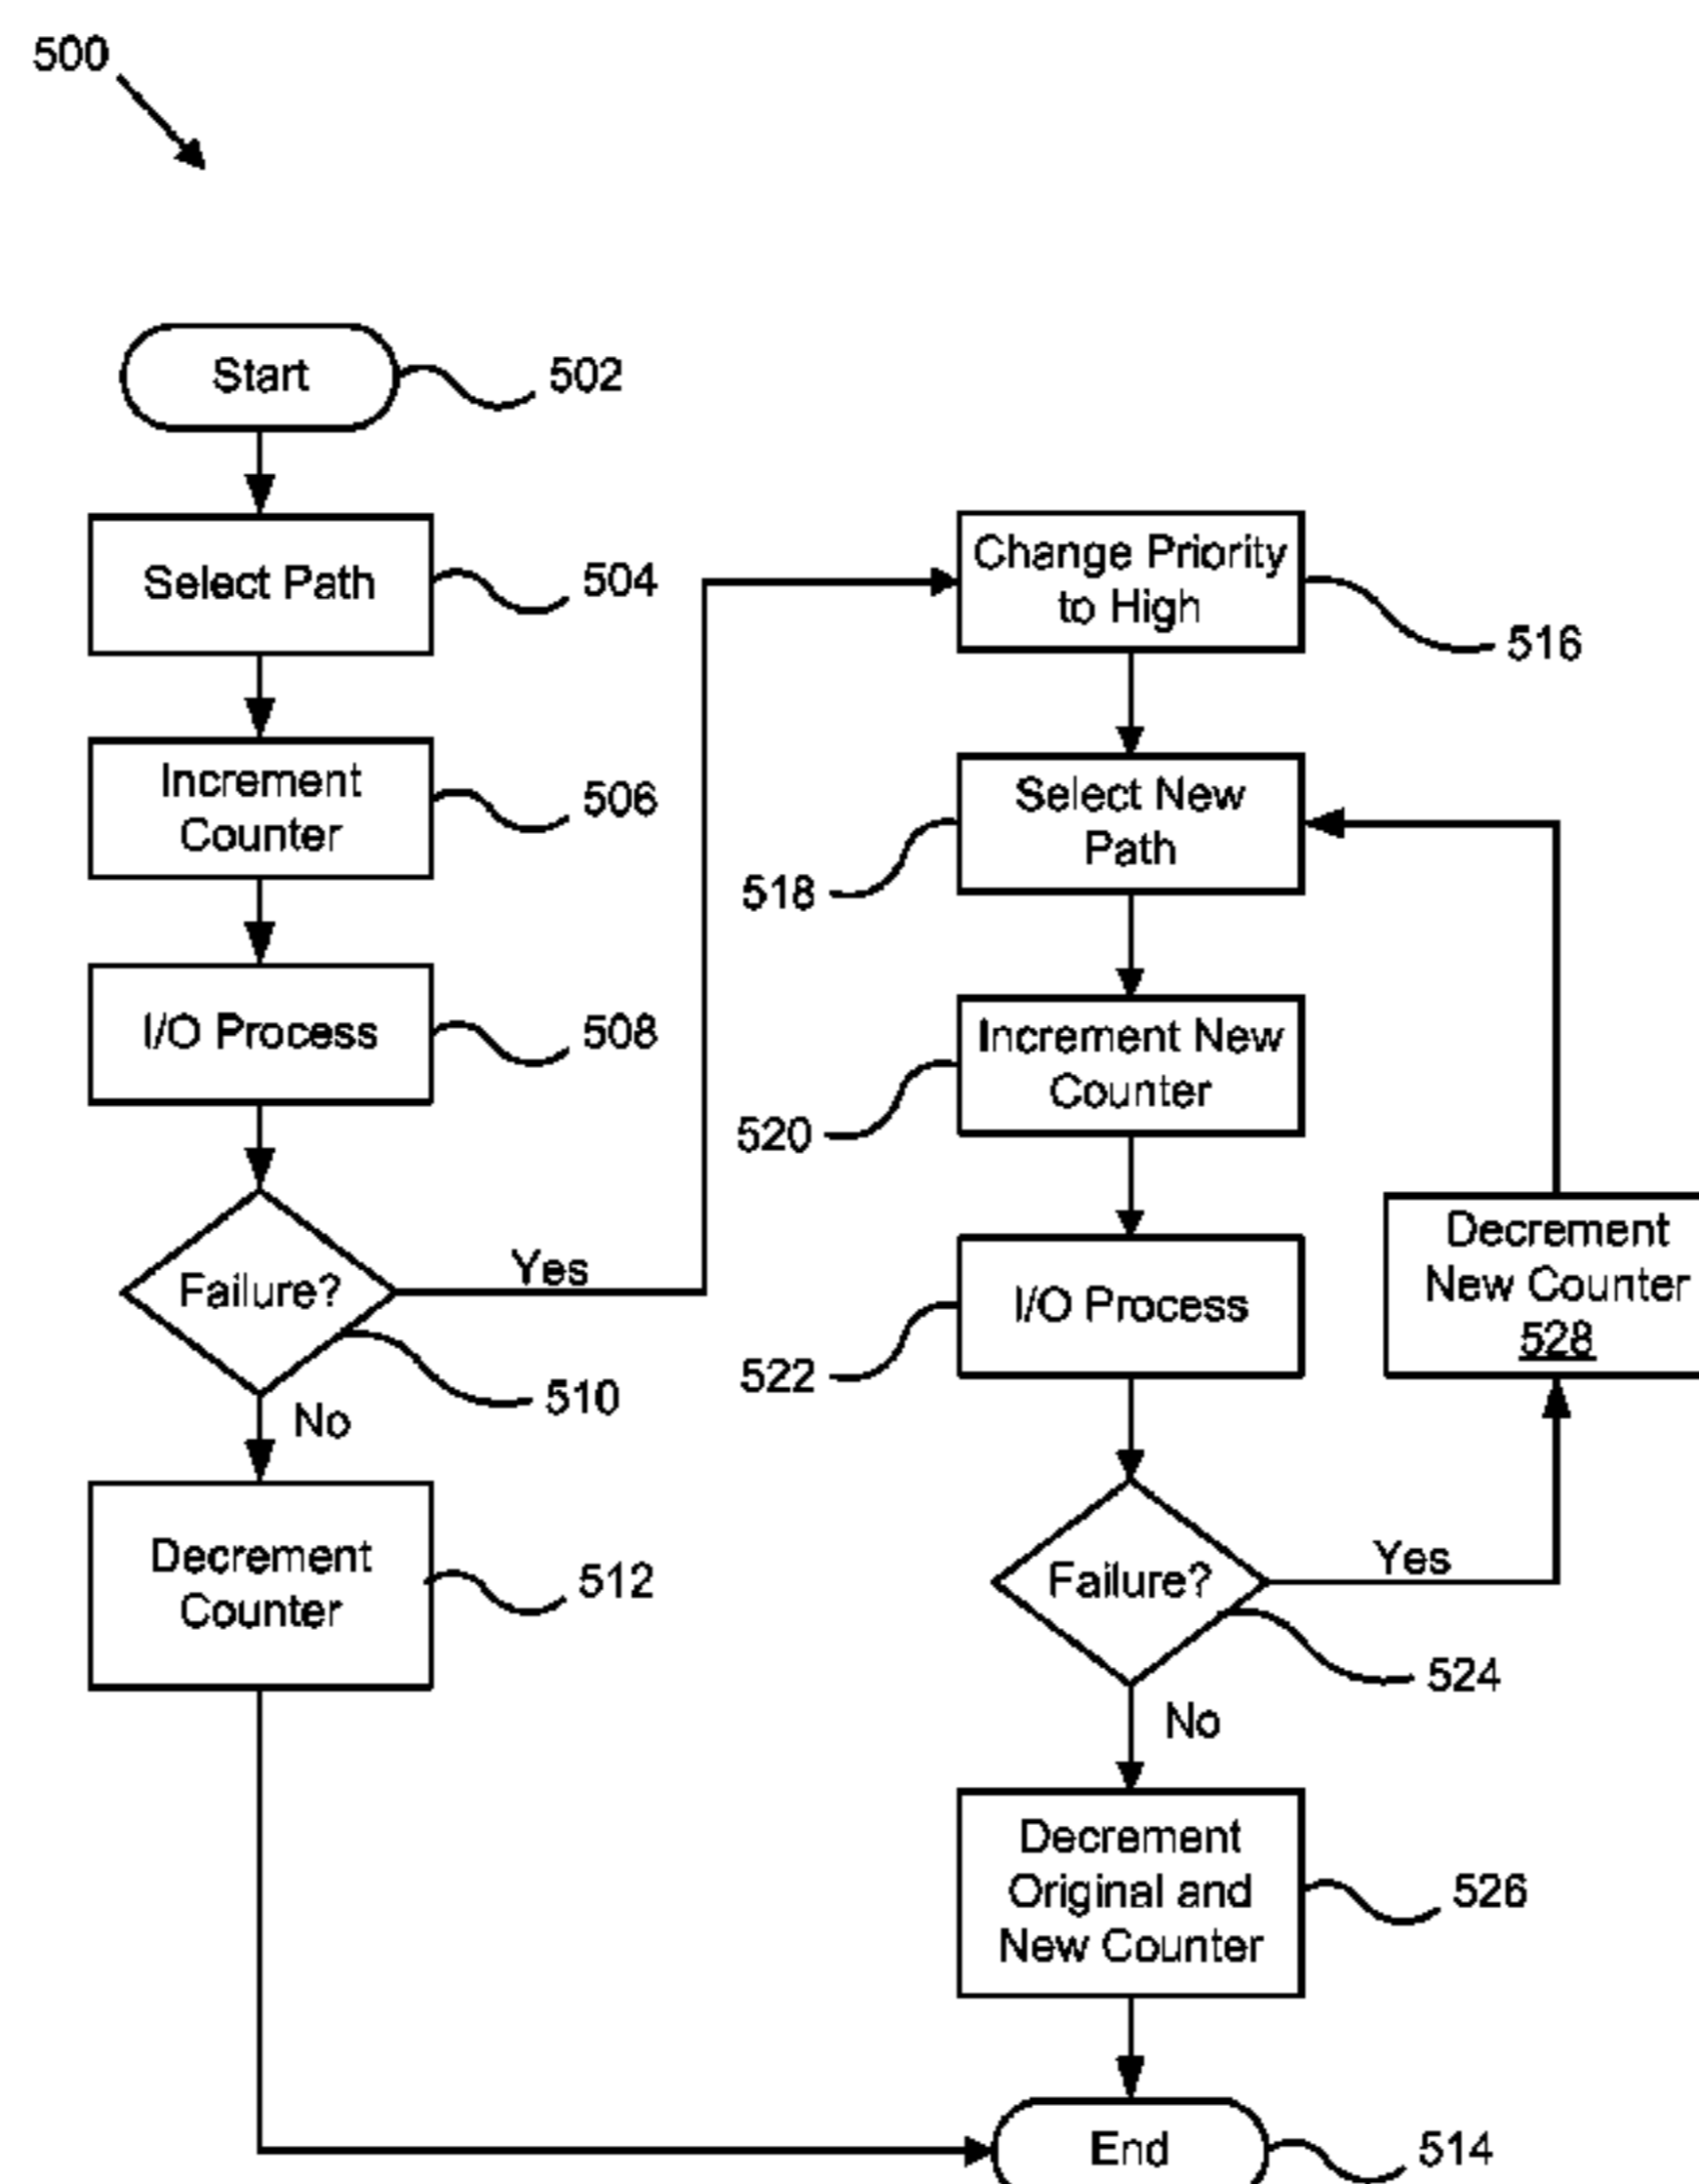 500
Start
502
Select Path
504
Increment
Counter
506
I/O Process
508
Failure?
Yes
510
No
Decrement
Counter
512
Change Priority
to High
516
Select New
Path
518
Increment New
Counter
520
I/O Process
522
Decrement
New Counter
528
Failure?
Yes
524
No
Decrement
Original and
New Counter
526
End
514